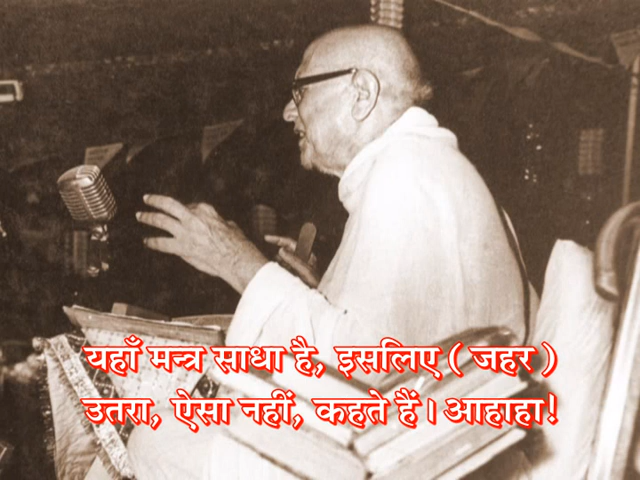 यहाँ मन्त्र साधा है, इसलिए ( जहर )
उतरा, ऐसा नहीं, कहते हैं । आहाहा!